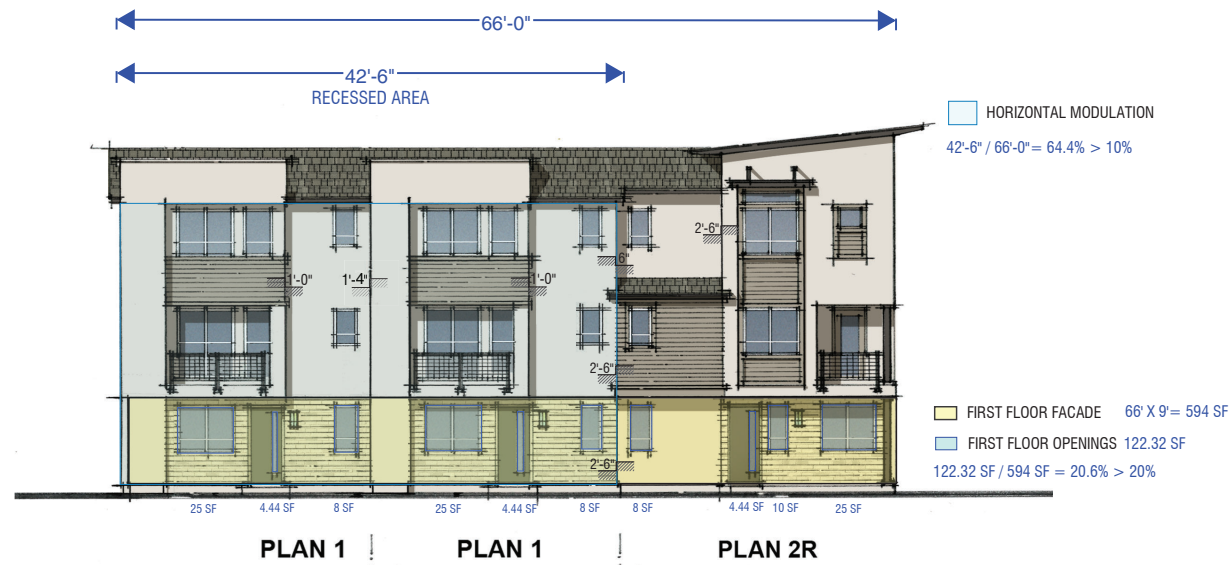 66'-0"
42'-6"
RECESSED AREA
HORIZONTAL MODULATION
42'-6" / 66'-0"= 64.4% > 10%
2'-6"
6"
1'-0" 1'-4" 1'-0"
2'-6"
FIRST FLOOR FACADE 66' X 9'= 594 SF
FIRST FLOOR OPENINGS 122.32 SF
2'-6"
122.32 SF / 594 SF = 20.6% > 20%
25 SF 4.44 SF 8 SF 25 SF 4.44 SF 8 SF 8 SF 4.44 SF 10 SF 25 SF
PLAN 1 PLAN 1 PLAN 2R